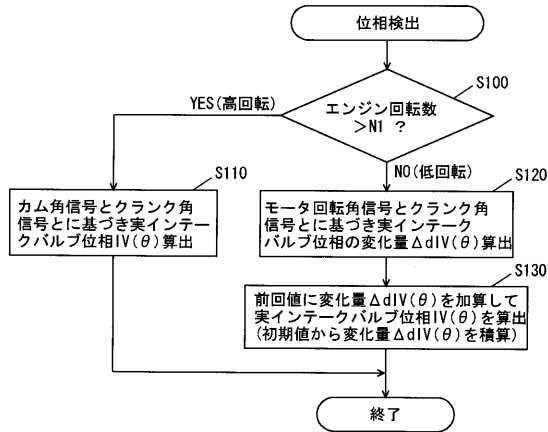 位相検出
S100
エンジン回転数
>N1 ?
YES(高回転)
NO(低回転)
S110
カム角信号とクランク角
信号とに基づき実インテー
クバルブ位相IV(θ)算出
S120
モータ回転角信号とクランク角
信号とに基づき実インテーク
バルブ位相の変化量ΔdIV(θ)算出
S130
前回値に変化量ΔdIV(θ)を加算して
実インテークバルブ位相IV(θ)を算出
(初期値から変化量ΔdIV(θ)を積算)
終了